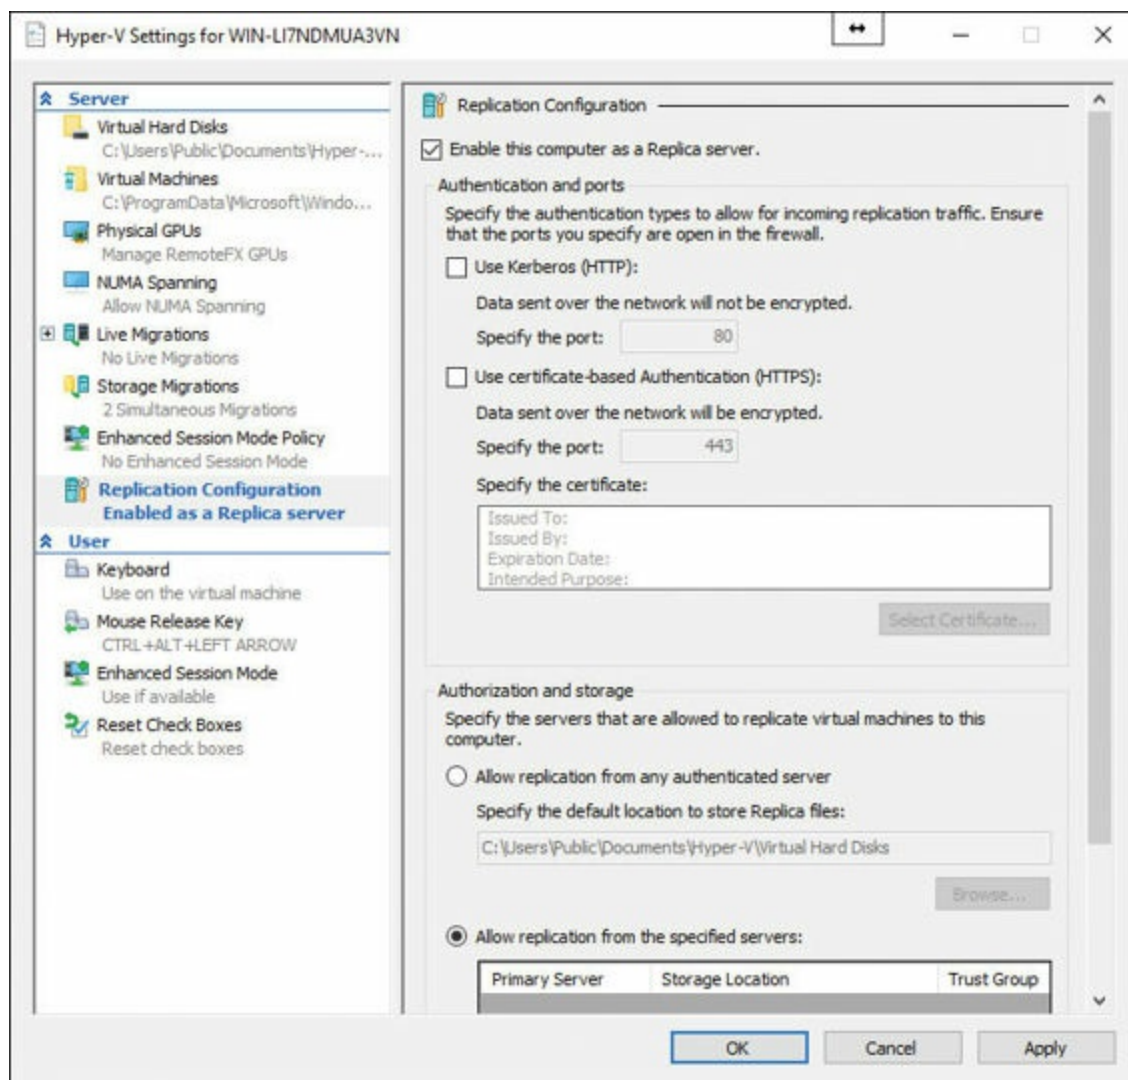 Hyper-V Settings for WIN-LI7NDMUA3VN
Server
Virtual Hard Disks
C:\Users\Public\Documents\Hyper-...
Virtual Machines
C:\ProgramData\Microsoft\Windo...
Physical GPUs
Manage RemoteFX GPUs
NUMA Spanning
Allow NUMA Spanning
Live Migrations
No Live Migrations
Storage Migrations
2 Simultaneous Migrations
Enhanced Session Mode Policy
No Enhanced Session Mode
Replication Configuration
Enabled as a Replica server
User
Keyboard
Use on the virtual machine
Mouse Release Key
CTRL+ALT+LEFT ARROW
Enhanced Session Mode
Use if available
Reset Check Boxes
Reset check boxes
Replication Configuration
Enable this computer as a Replica server.
Authentication and ports
Specify the authentication types to allow for incoming replication traffic. Ensure
that the ports you specify are open in the firewall.
Use Kerberos (HTTP):
Data sent over the network will not be encrypted.
Specify the port: 80
Use certificate-based Authentication (HTTPS):
Data sent over the network will be encrypted.
Specify the port: 443
Specify the certificate:
Issued To:
Issued By:
Expiration Date:
Intended Purpose:
Select Certificate...
Authorization and storage
Specify the servers that are allowed to replicate virtual machines to this
computer.
Allow replication from any authenticated server
Specify the default location to store Replica files:
C:\Users\Public\Documents\Hyper-V\Virtual Hard Disks
Browse...
Allow replication from the specified servers:
Primary Server Storage Location Trust Group
OK Cancel Apply